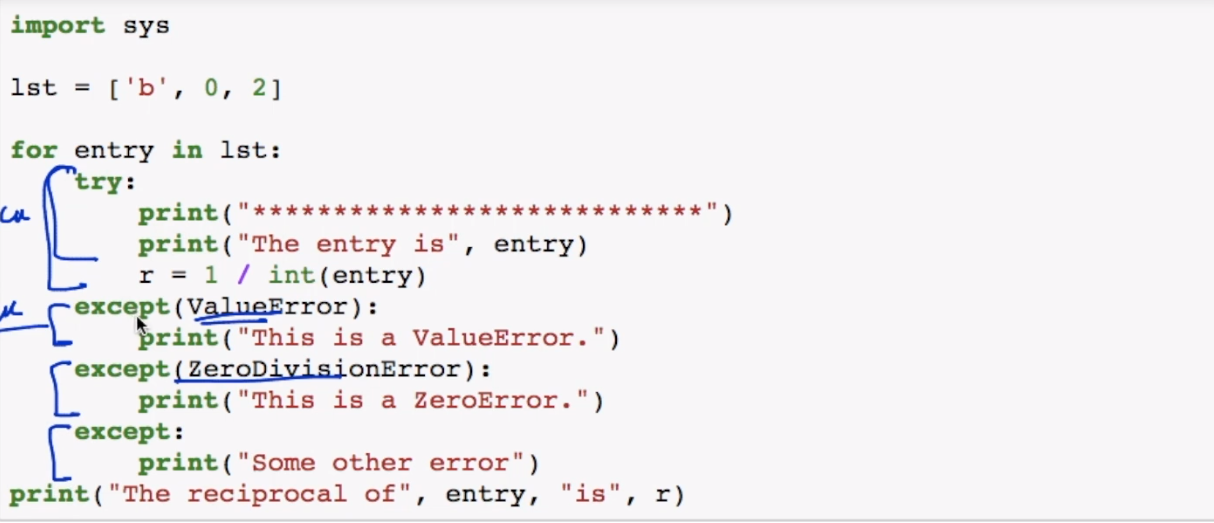 import sys
lst = ['b', 0, 2]
for entry in lst:
try:
print("****************************")
print("The entry is", entry)
r = 1 / int(entry)
except(ValueError):
print("This is a ValueError.")
except(ZeroDivisionError):
print("This is a ZeroError.")
except:
print("Some other error")
print("The reciprocal of", entry, "is", r)